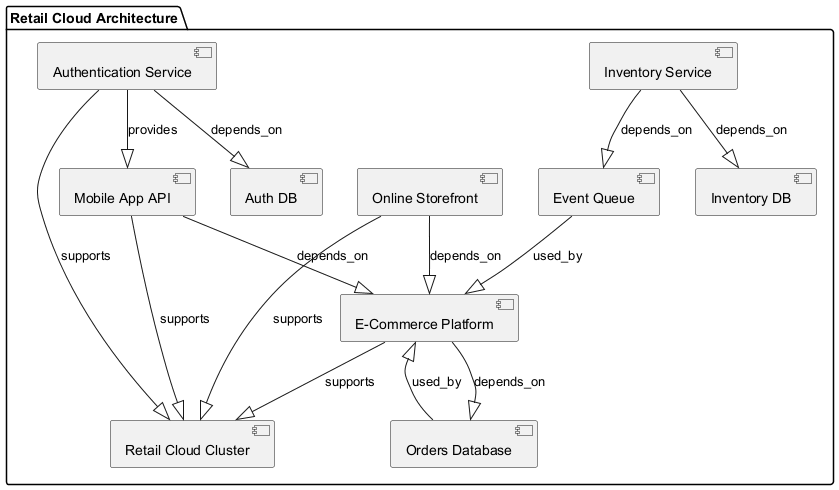 Retail Cloud Architecture
Authentication Service
Inventory Service
provides
depends_on
depends_on
depends_on
Mobile App API
Auth DB
Online Storefront
Event Queue
Inventory DB
supports
depends_on
depends_on
used_by
supports
supports
E-Commerce Platform
supports
used_by
depends_on
Retail Cloud Cluster
Orders Database